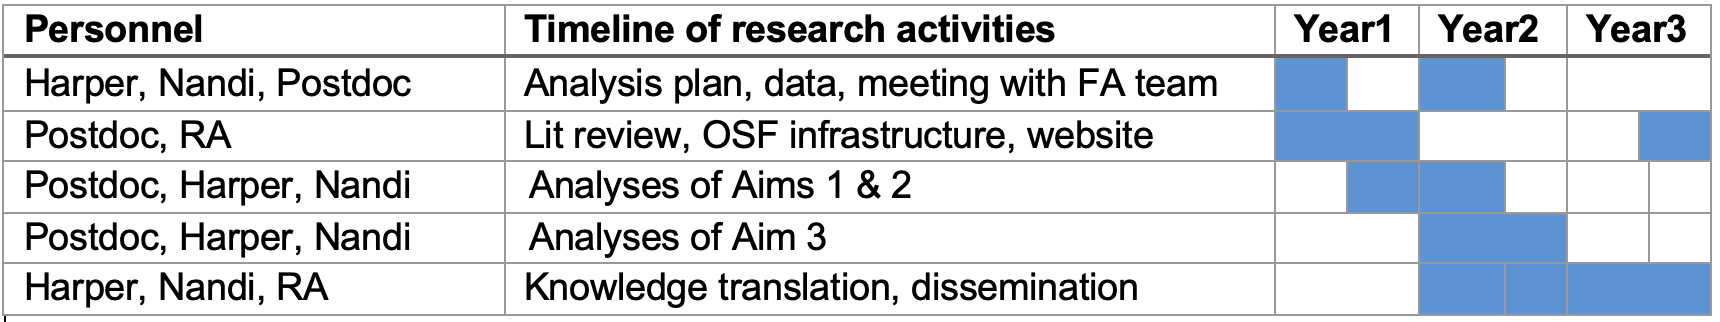 Personnel Timeline of research activities Year1 Year2 Year3
Harper, Nandi, Postdoc Analysis plan, data, meeting with FA team
Postdoc, RA Lit review, OSF infrastructure, website
Postdoc, Harper, Nandi Analyses of Aims 1 & 2
Postdoc, Harper, Nandi Analyses of Aim 3
Harper, Nandi, RA Knowledge translation, dissemination